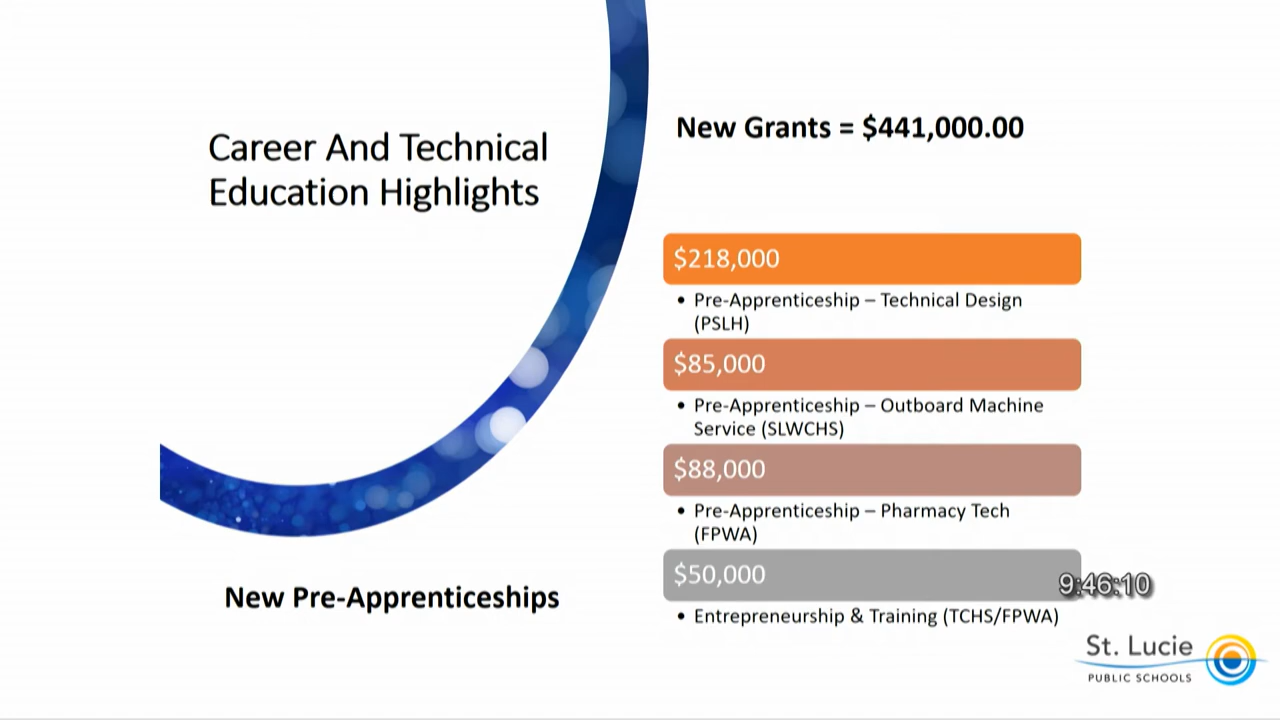 Career And Technical
Education Highlights
New Grants = $441,000.00
$218,000
• Pre-Apprenticeship – Technical Design
(PSLH)
$85,000
• Pre-Apprenticeship – Outboard Machine
Service (SLWCHS)
$88,000
• Pre-Apprenticeship – Pharmacy Tech
(FPWA)
$50,000
• Entrepreneurship & Training (TCHS/FPWA)
New Pre-Apprenticeships
9:46:10
St. Lucie
PUBLIC SCHOOLS